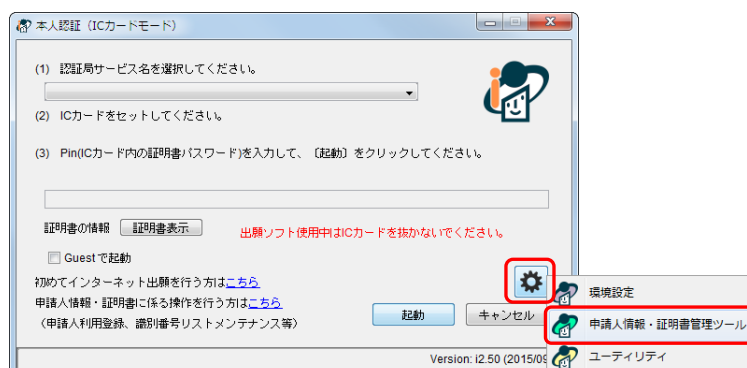 本人認証（ICカードモード）
(1) 認証局サービス名を選択してください。
(2) ICカードをセットしてください。
(3) Pin(ICカード内の証明書パスワード)を入力して、〔起動〕をクリックしてください。
証明書の情報 証明書表示 出願ソフト使用中はICカードを抜かないでください。
Guestで起動
初めてインターネット出願を行う方はこちら
環境設定
申請人情報・証明書に係る操作を行う方はこちら
（申請人利用登録、識別番号リストメンテナンス等）
起動 キャンセル
申請人情報・証明書管理ツール
Version: i2.50 (2015/09
ユーティリティ